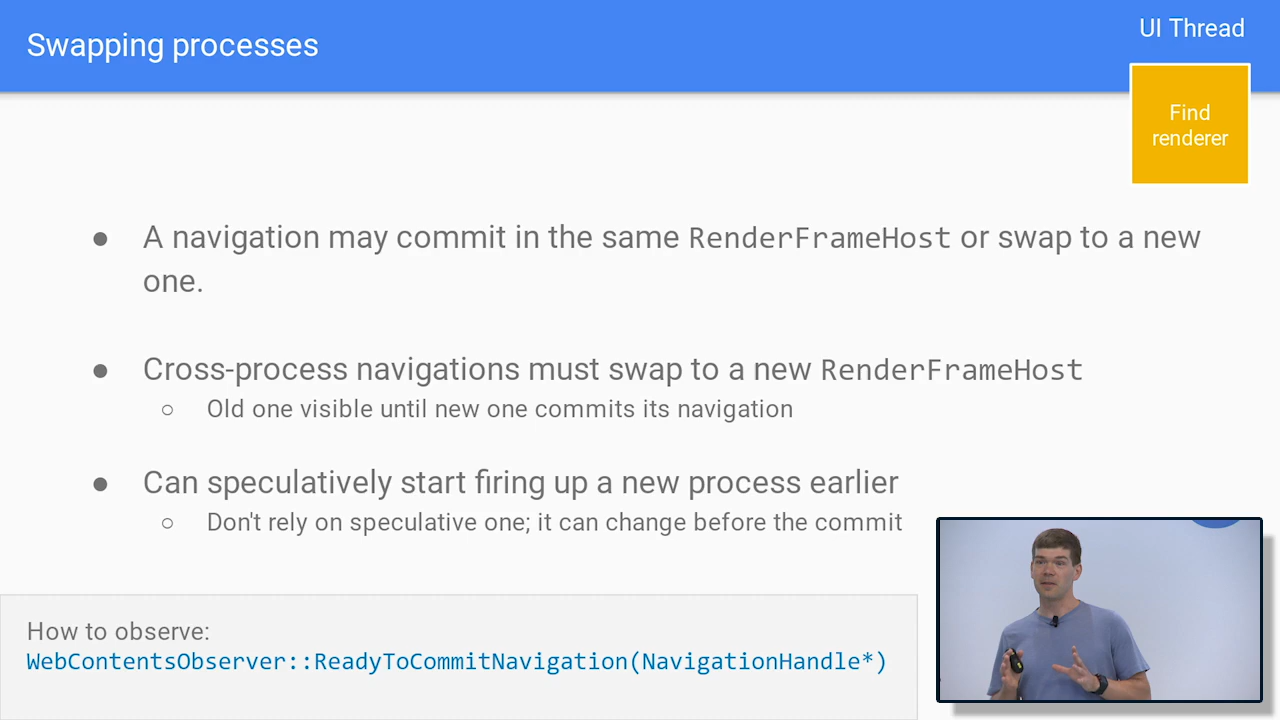 Swapping processes
UI Thread
Find
renderer
● A navigation may commit in the same RenderFrameHost or swap to a new
one.
● Cross-process navigations must swap to a new RenderFrameHost
○ Old one visible until new one commits its navigation
● Can speculatively start firing up a new process earlier
○ Don't rely on speculative one; it can change before the commit
How to observe:
WebContentsObserver::ReadyToCommitNavigation(NavigationHandle*)